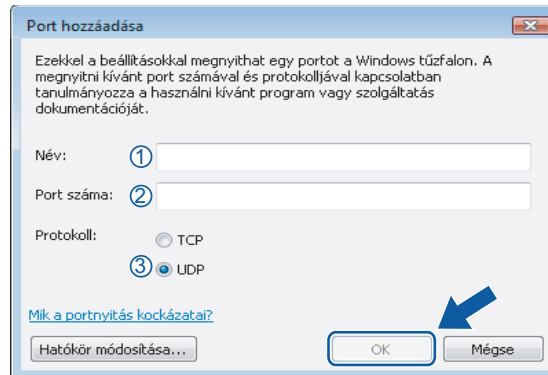 Port hozzáadása
Ezekkel a beállításokkal megnyithat egy portot a Windows tűzfalon. A
megnyitni kívánt port számával és protokolljával kapcsolatban
tanulmányozza a használni kívánt program vagy szolgáltatás
dokumentációját.
Név: ①
Port száma: ②
Protokoll: TCP
③ UDP
Mik a portnyitás kockázatai?
Hatókör módosítása... OK Mégse